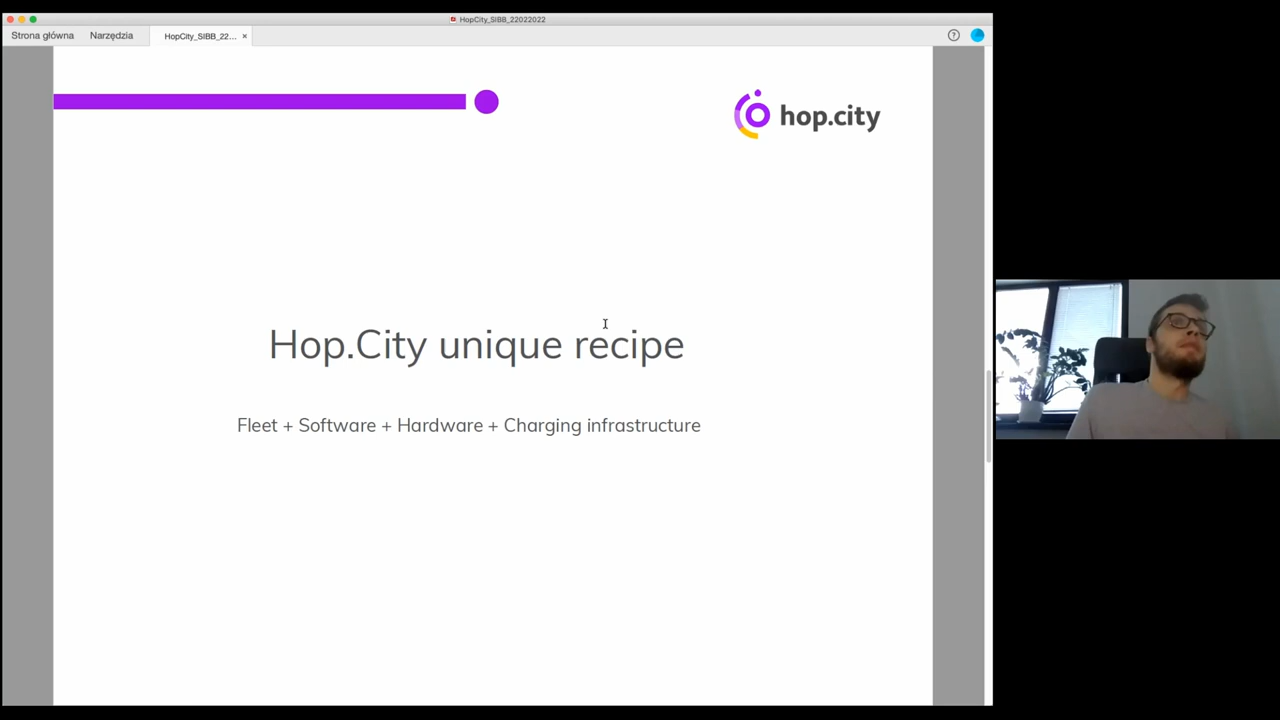 HopCity_SIBB_22022022
Strona główna
Narzędzia
HopCity_SIBB_22... ×
?
hop.city
Hop.City unique recipe
Fleet + Software + Hardware + Charging infrastructure